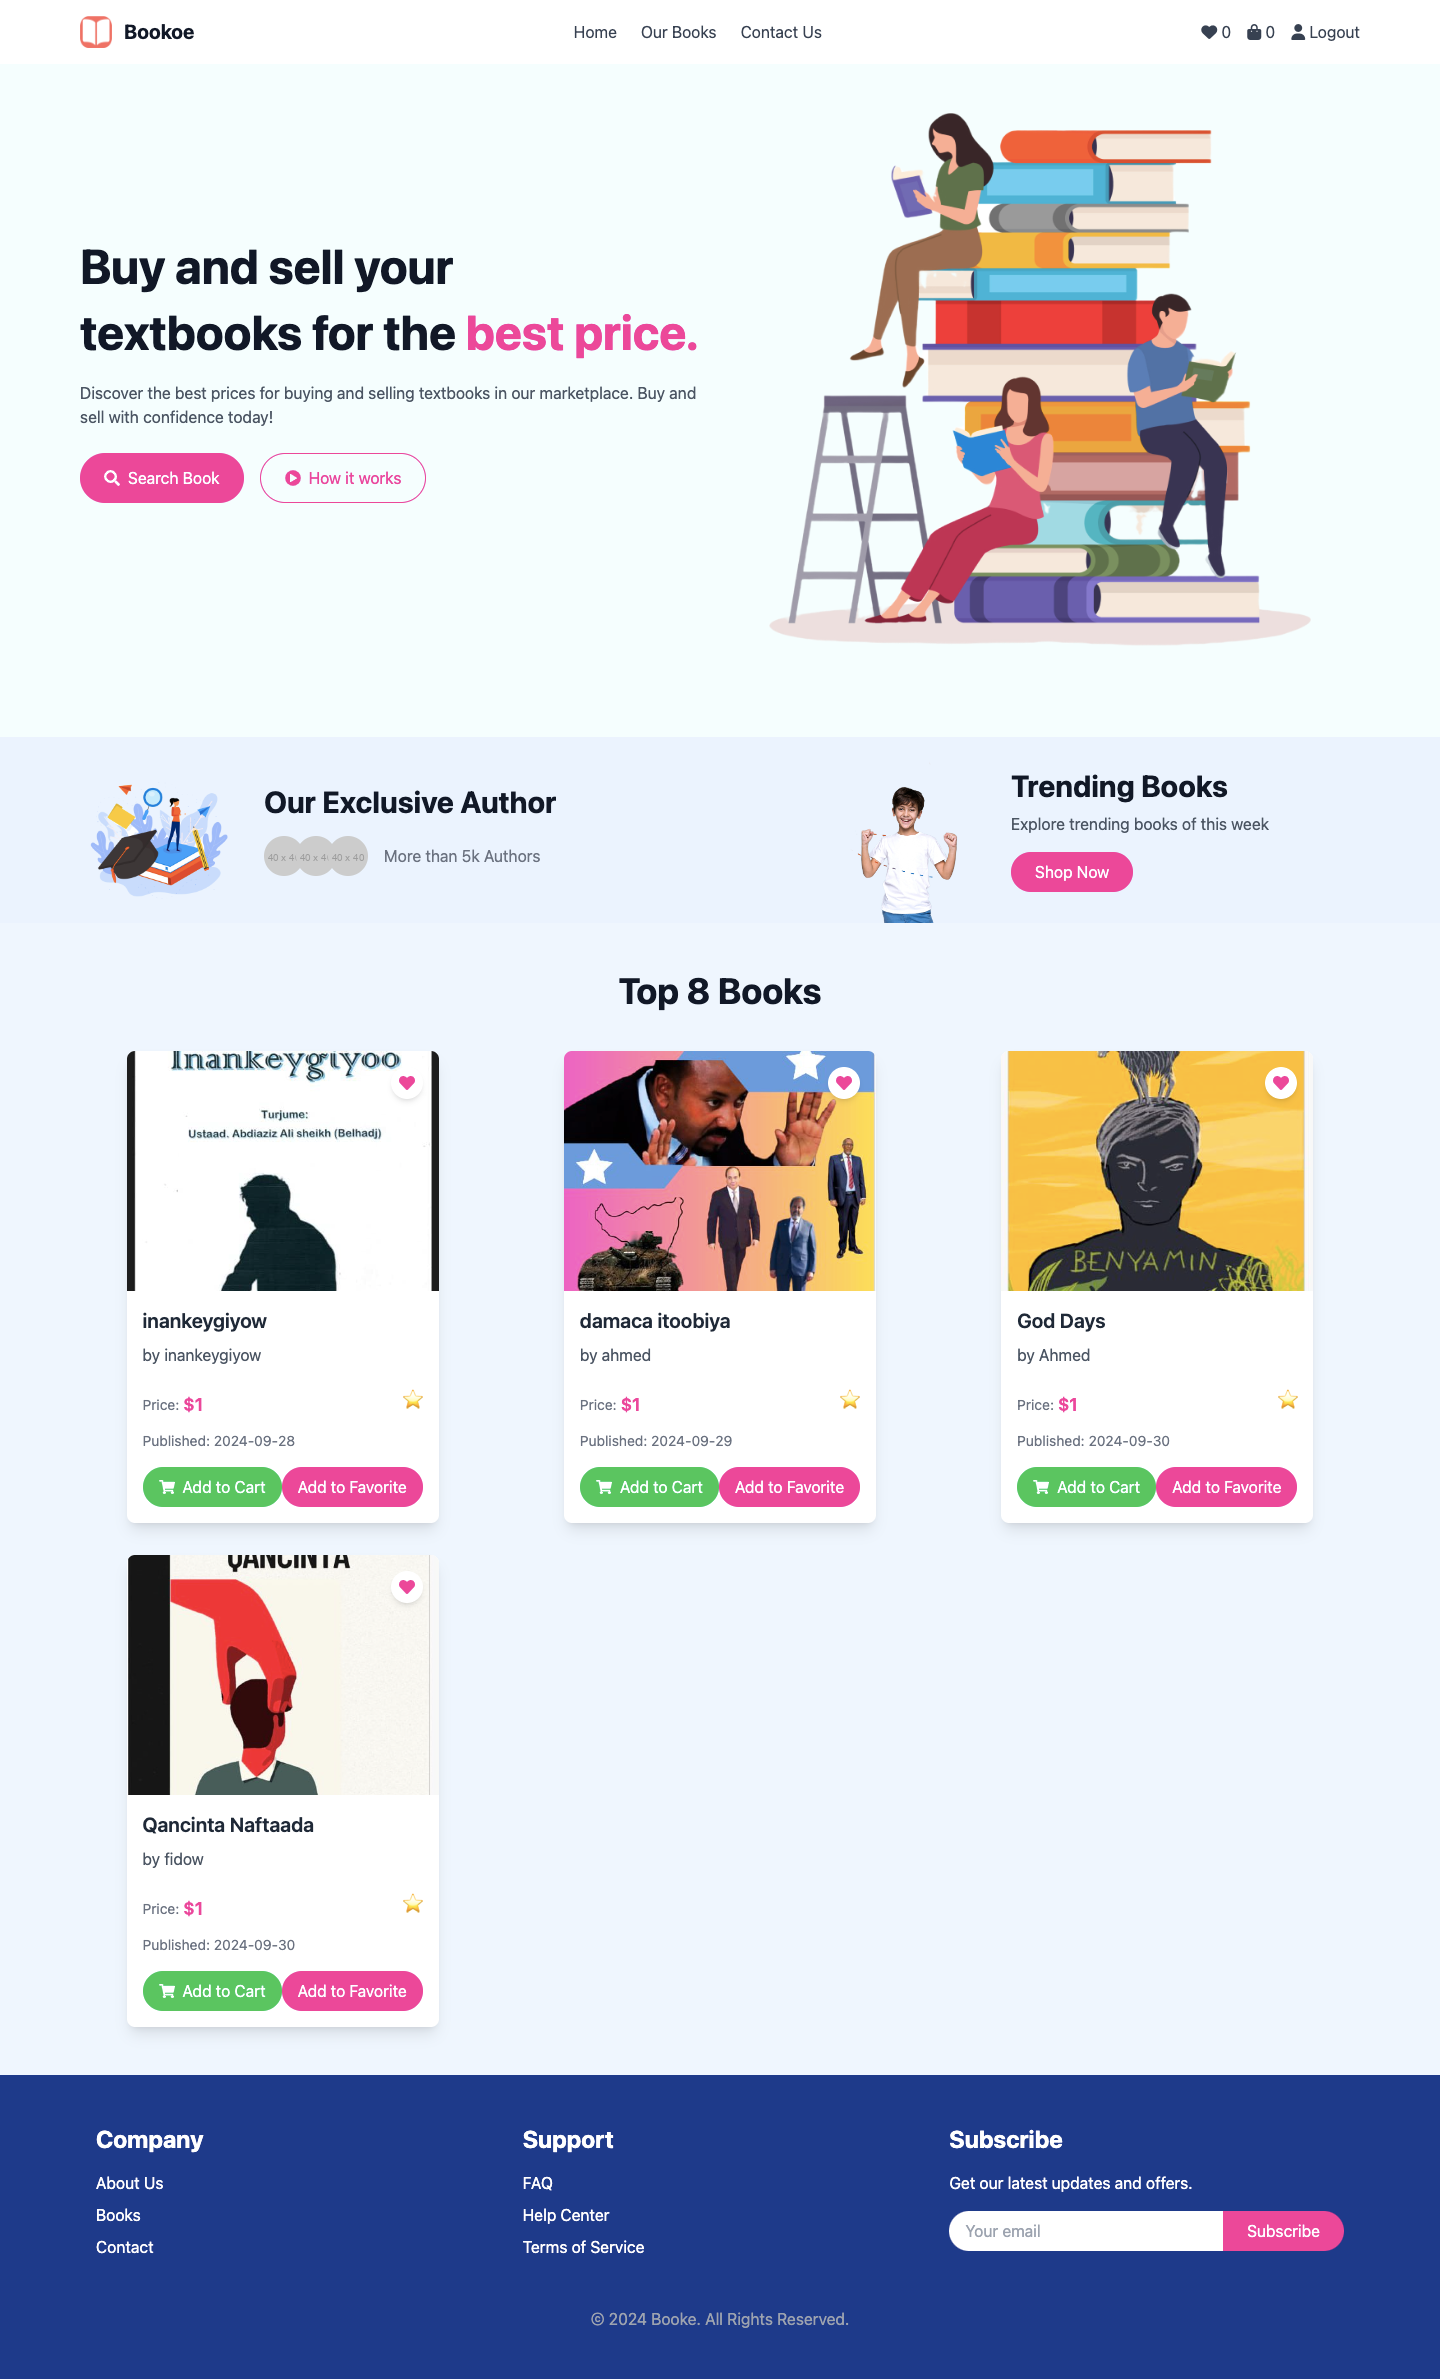 Bookoe
Home
Our Books
Contact Us
0
0
Logout
Buy and sell your
textbooks for the best price.
Discover the best prices for buying and selling textbooks in our marketplace. Buy and
sell with confidence today!
Search Book
How it works
Our Exclusive Author
40 x 40 x 40 x 40
More than 5k Authors
Trending Books
Explore trending books of this week
Shop Now
Top 8 Books
Inankeygiyoo
Turjume:
Ustaad. Abdiaziz Ali sheikh (Belhadj)
inankeygiyow
by inankeygiyow
Price: $1
Published: 2024-09-28
Add to Cart
Add to Favorite
damaca itoobiya
by ahmed
Price: $1
Published: 2024-09-29
Add to Cart
Add to Favorite
BENYAMIN
God Days
by Ahmed
Price: $1
Published: 2024-09-30
Add to Cart
Add to Favorite
QANCINTA
Qancinta Naftaada
by fidow
Price: $1
Published: 2024-09-30
Add to Cart
Add to Favorite
Company
About Us
Books
Contact
Support
FAQ
Help Center
Terms of Service
Subscribe
Get our latest updates and offers.
Your email
Subscribe
© 2024 Booke. All Rights Reserved.